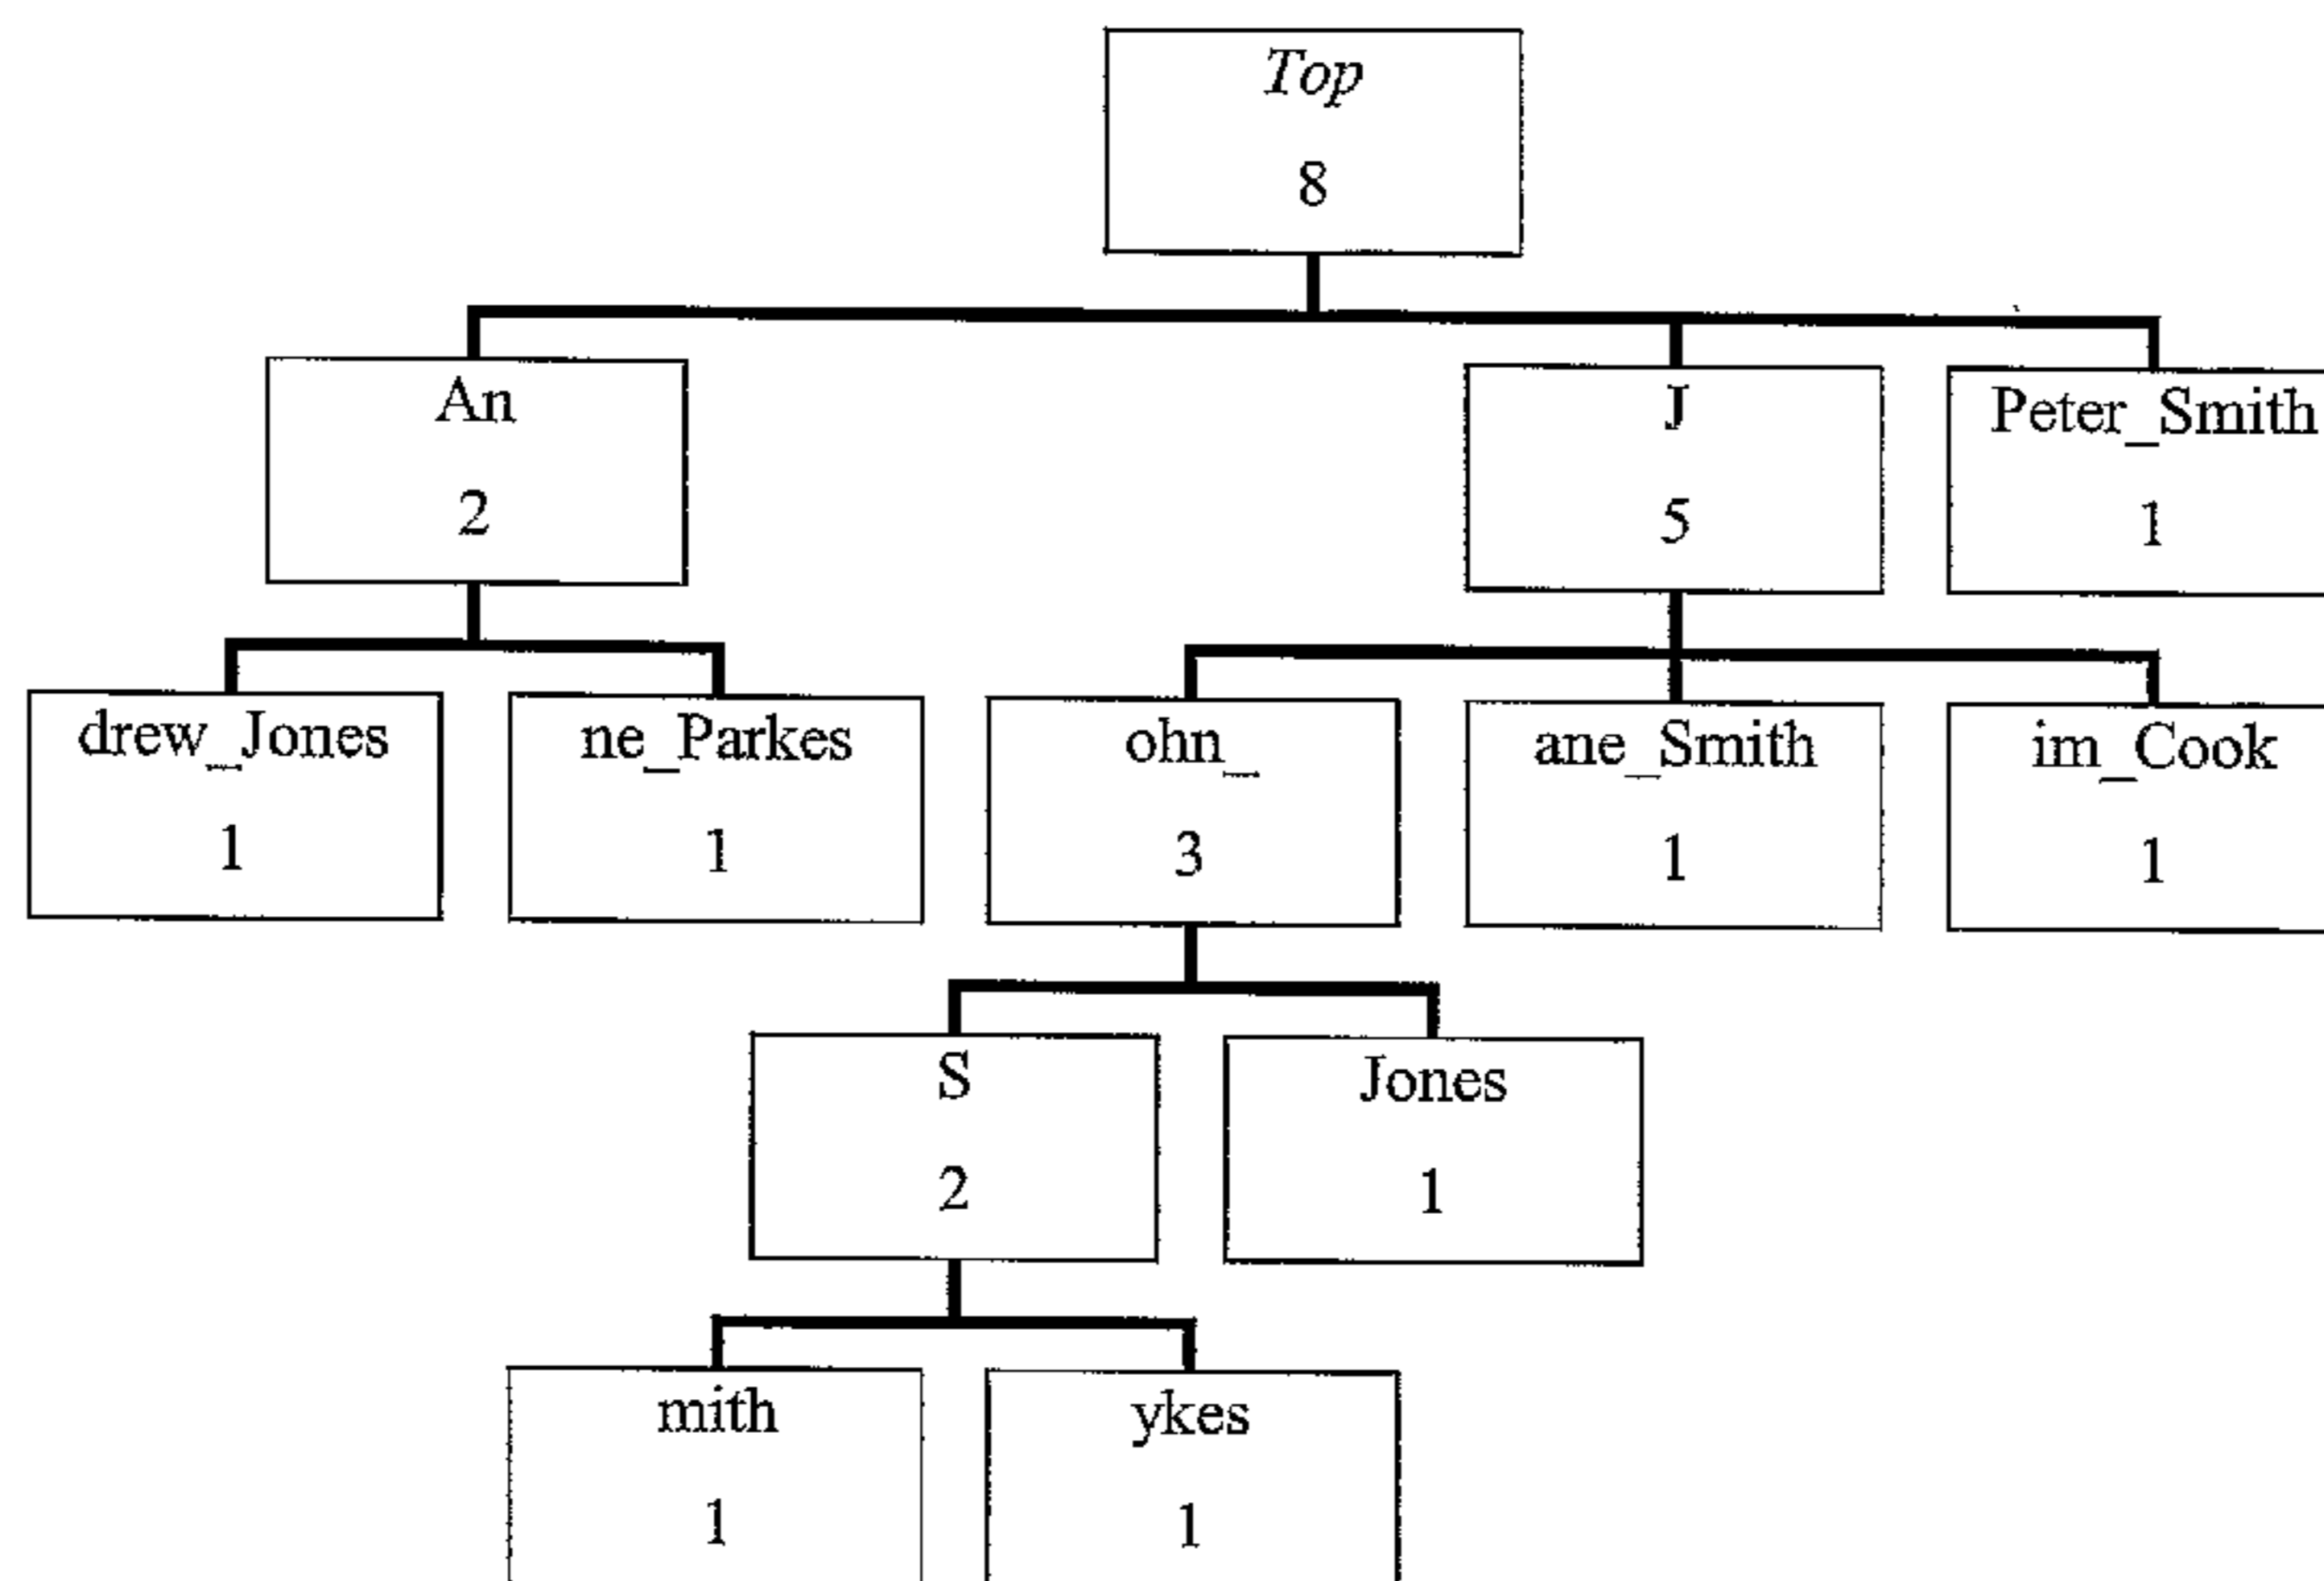 Top
8
An
2
J
5
Peter_Smith
1
drew_Jones
1
ne_Parkes
1
ohn_
3
ane_Smith
1
im_Cook
1
S
2
Jones
1
mith
1
ykes
1